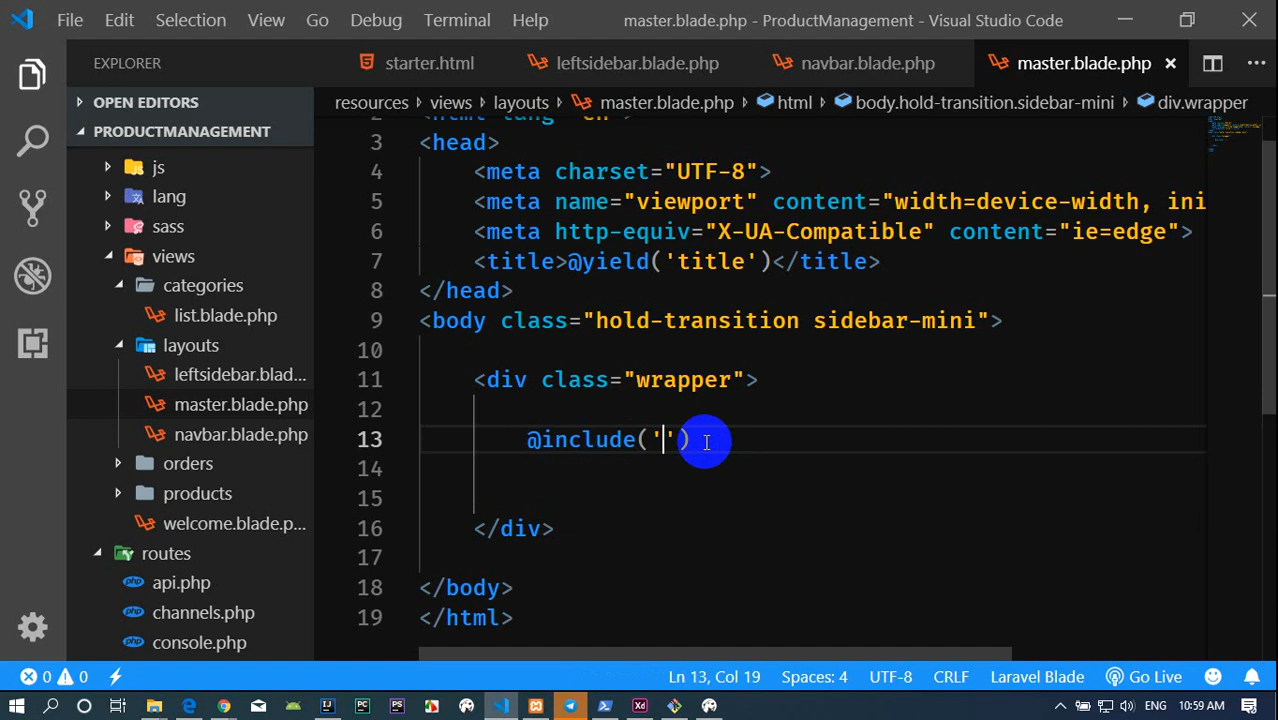 File Edit Selection View Go Debug Terminal Help master.blade.php - ProductManagement - Visual Studio Code
EXPLORER
starter.html leftsidebar.blade.php navbar.blade.php master.blade.php
OPEN EDITORS
PRODUCTMANAGEMENT
js
lang
sass
views
categories
list.blade.php
layouts
leftsidebar.blad...
master.blade.php
navbar.blade.php
orders
products
welcome.blade.p...
routes
api.php
channels.php
console.php
resources views layouts master.blade.php html body.hold-transition.sidebar-mini div.wrapper
3 <head>
4 <meta charset="UTF-8">
5 <meta name="viewport" content="width=device-width, ini
6 <meta http-equiv="X-UA-Compatible" content="ie=edge">
7 <title>@yield('title')</title>
8 </head>
9 <body class="hold-transition sidebar-mini">
10
11 <div class="wrapper">
12
13 @include('')
14
15
16 </div>
17
18 </body>
19 </html>
0 0 Ln 13, Col 19 Spaces: 4 UTF-8 CRLF Laravel Blade Go Live
ENG 10:59 AM